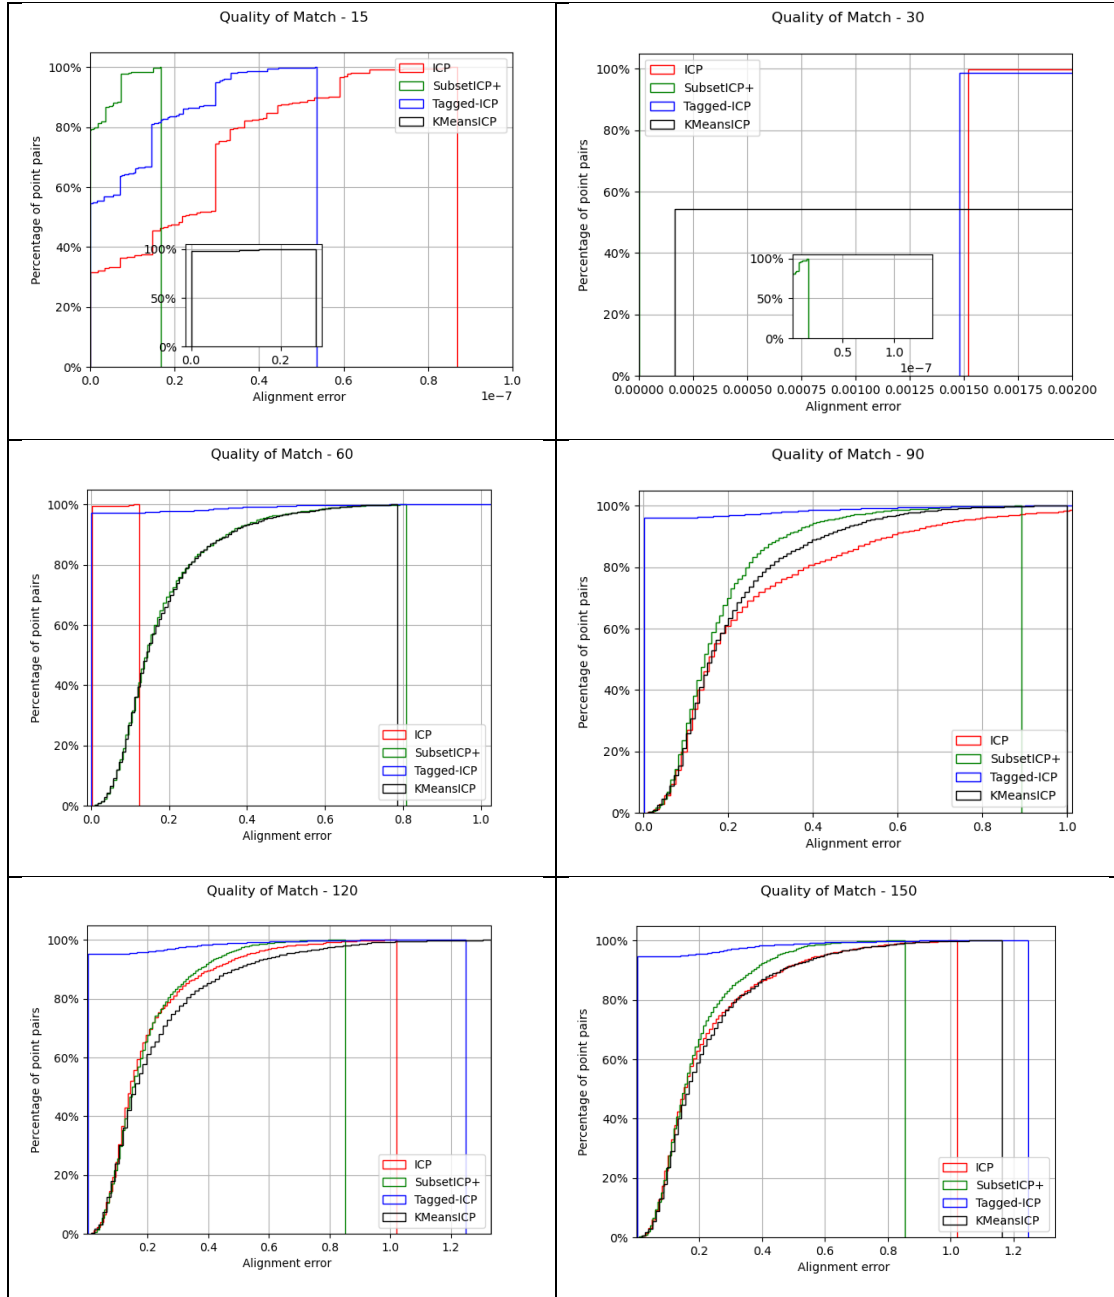 Quality of Match - 15
100%
80%
60%
40%
20%
0%
Percentage of point pairs
ICP
SubsetICP+
Tagged-ICP
KMeansICP
100%
50%
0%
0.0 0.2
0.0 0.2 0.4 0.6 0.8 1.0
Alignment error
1e-7
Quality of Match - 30
100%
80%
60%
40%
20%
0%
Percentage of point pairs
ICP
SubsetICP+
Tagged-ICP
KMeansICP
100%
50%
0%
0.5 1.0
1e-7
0.00000 0.00025 0.00050 0.00075 0.00100 0.00125 0.00150 0.00175 0.00200
Alignment error
Quality of Match - 60
100%
80%
60%
40%
20%
0%
Percentage of point pairs
ICP
SubsetICP+
Tagged-ICP
KMeansICP
0.0 0.2 0.4 0.6 0.8 1.0
Alignment error
Quality of Match - 90
100%
80%
60%
40%
20%
0%
Percentage of point pairs
ICP
SubsetICP+
Tagged-ICP
KMeansICP
0.0 0.2 0.4 0.6 0.8 1.0
Alignment error
Quality of Match - 120
100%
80%
60%
40%
20%
0%
Percentage of point pairs
ICP
SubsetICP+
Tagged-ICP
KMeansICP
0.2 0.4 0.6 0.8 1.0 1.2
Alignment error
Quality of Match - 150
100%
80%
60%
40%
20%
0%
Percentage of point pairs
ICP
SubsetICP+
Tagged-ICP
KMeansICP
0.2 0.4 0.6 0.8 1.0 1.2
Alignment error